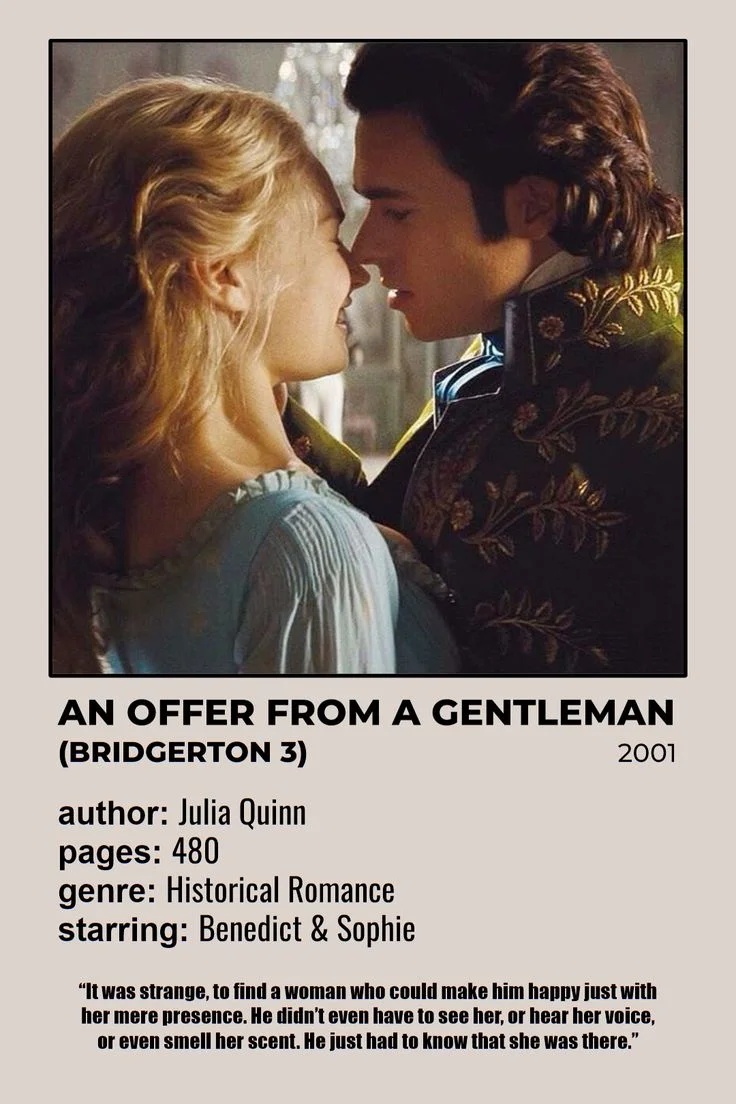 AN OFFER FROM A GENTLEMAN
(BRIDGERTON 3) 2001
author: Julia Quinn
pages: 480
genre: Historical Romance
starring: Benedict & Sophie
“It was strange, to find a woman who could make him happy just with
her mere presence. He didn’t even have to see her, or hear her voice,
or even smell her scent. He just had to know that she was there.”